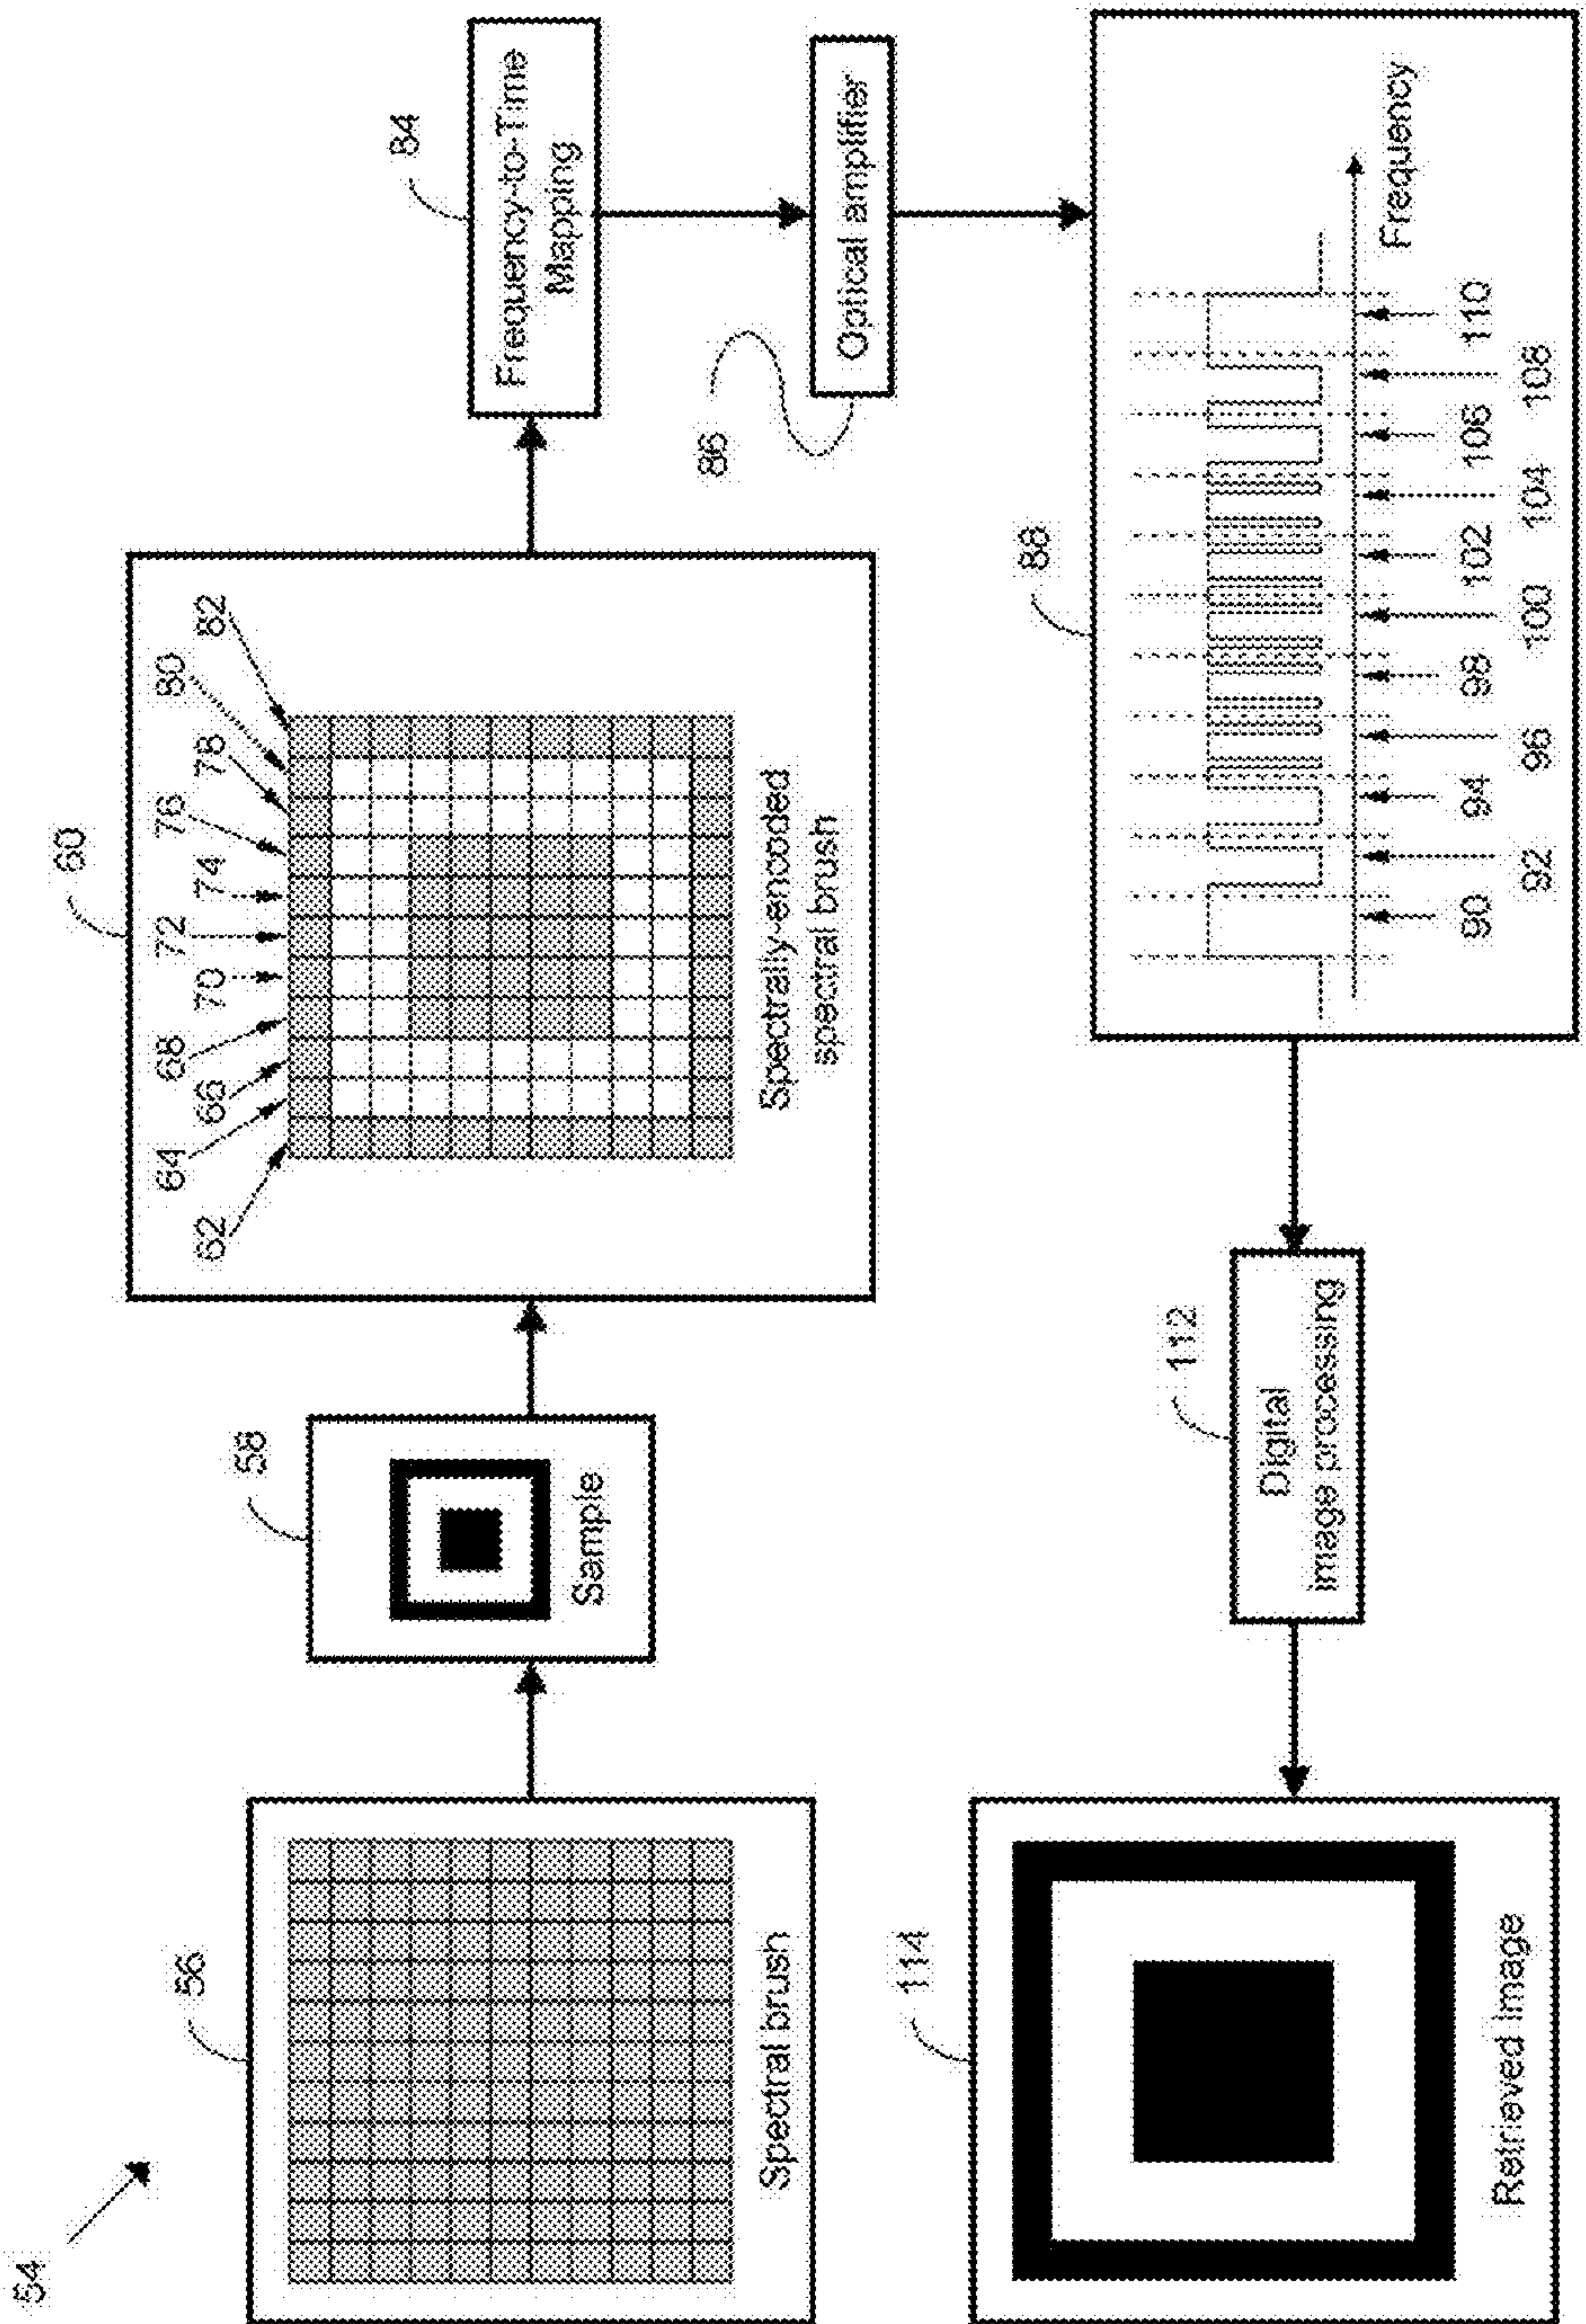 54
56
Spectral brush
58
Sample
60
62
64
66
68
70
72
74
76
78
80
82
Spectrally-encoded
spectral brush
84
Frequency-to-Time
Mapping
86
Optical amplifier
88
Frequency
90
92
94
96
98
100
102
104
106
108
110
112
Digital
image processing
114
Retrieved image